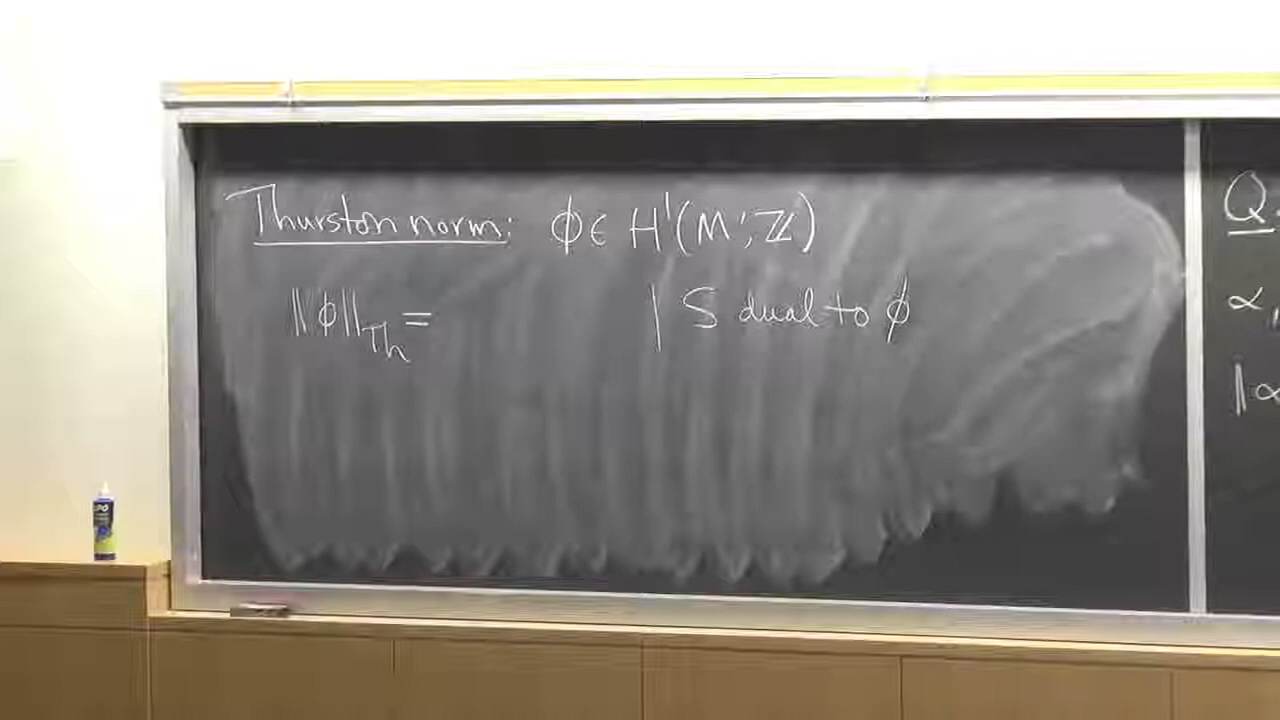 Thurston norm: ϕ ∈ H¹(M; ℤ)
‖ϕ‖_Th = | S dual to ϕ
Q
α
‖α